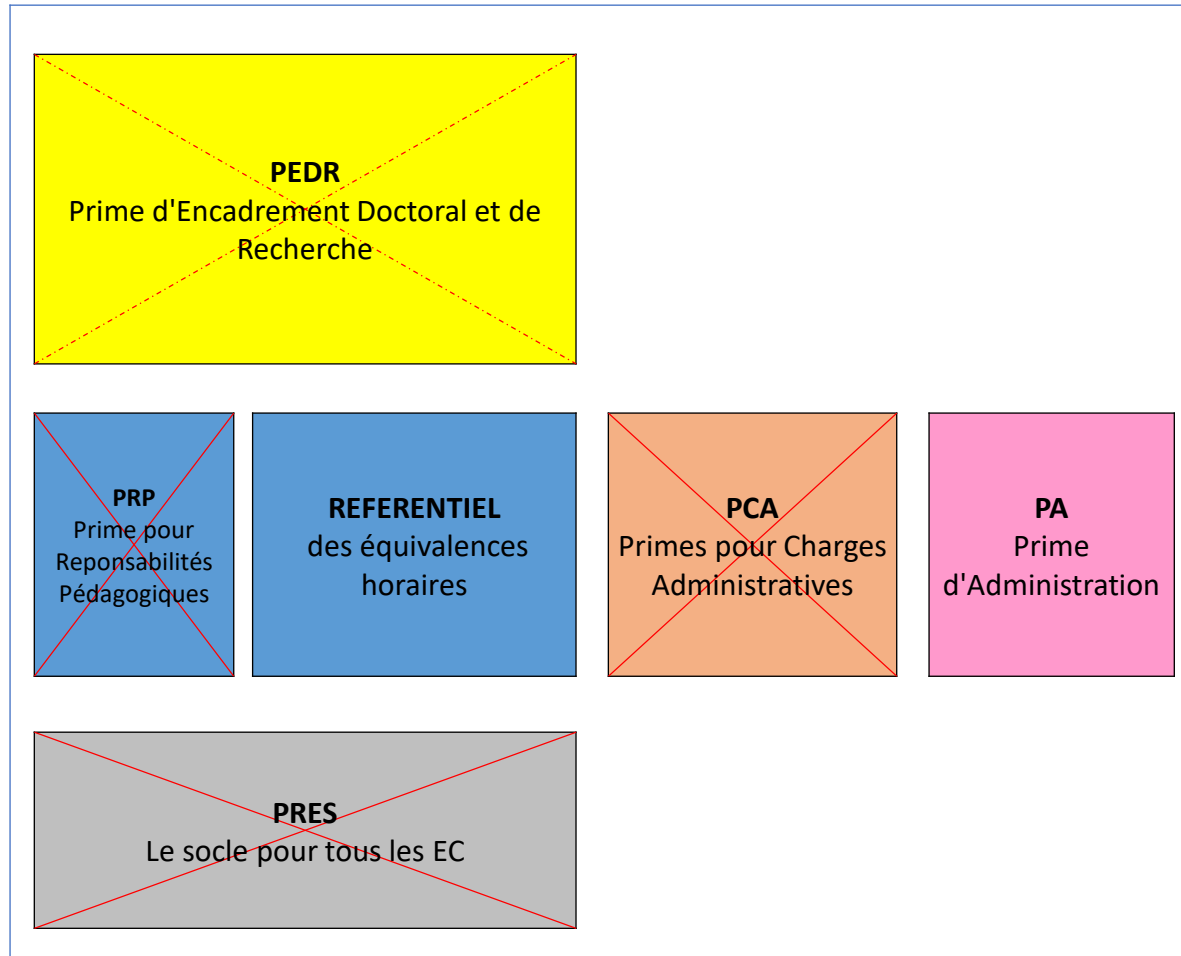 PEDR
Prime d'Encadrement Doctoral et de
Recherche
PRP
Prime pour
Reponsabilités
Pédagogiques
REFERENTIEL
des équivalences
horaires
PCA
Primes pour Charges
Administratives
PA
Prime
d'Administration
PRES
Le socle pour tous les EC